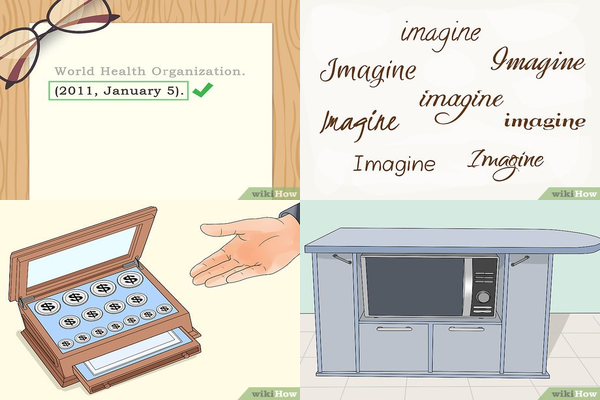 World Health Organization.
(2011, January 5).
wikiHow
imagine
Imagine
Imagine
imagine
Imagine
imagine
Imagine
Imagine
wikiHow
$ $ $ $
$ $ $ $
$ $ $ $ $
wikiHow
wikiHow